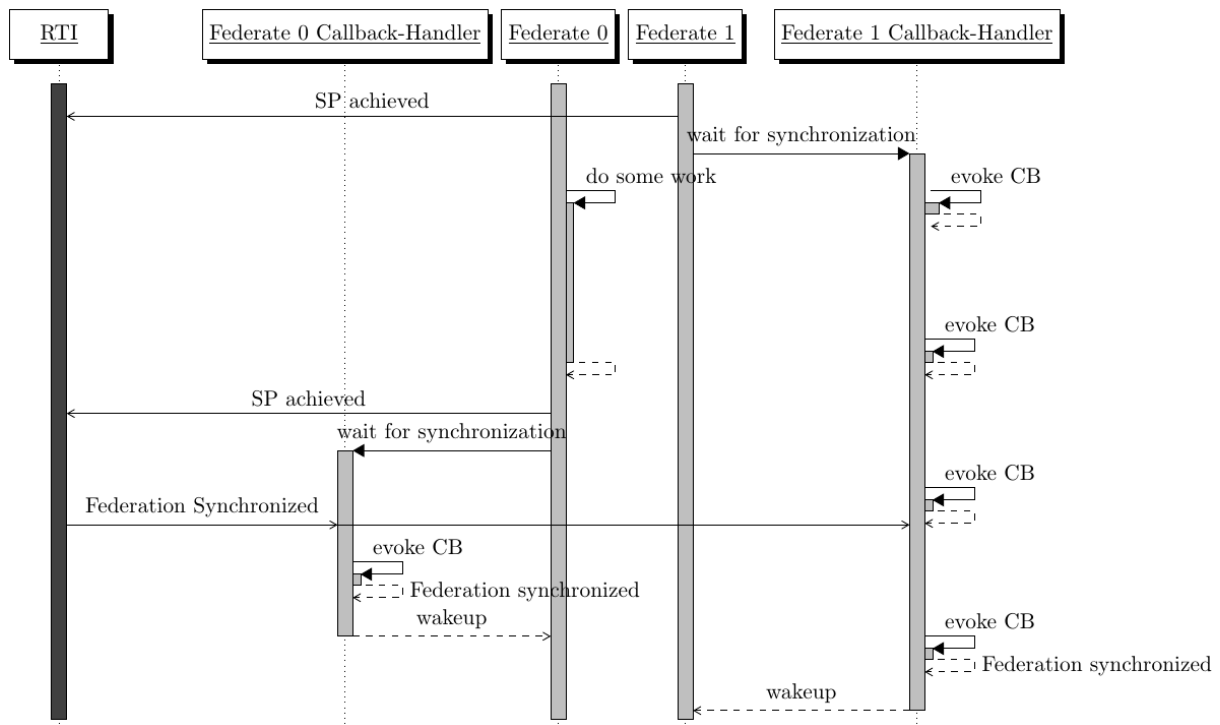 RTI
Federate 0 Callback-Handler
Federate 0
Federate 1
Federate 1 Callback-Handler
SP achieved
wait for synchronization
do some work
evoke CB
evoke CB
SP achieved
wait for synchronization
evoke CB
Federation Synchronized
evoke CB
Federation synchronized
wakeup
evoke CB
Federation synchronized
wakeup